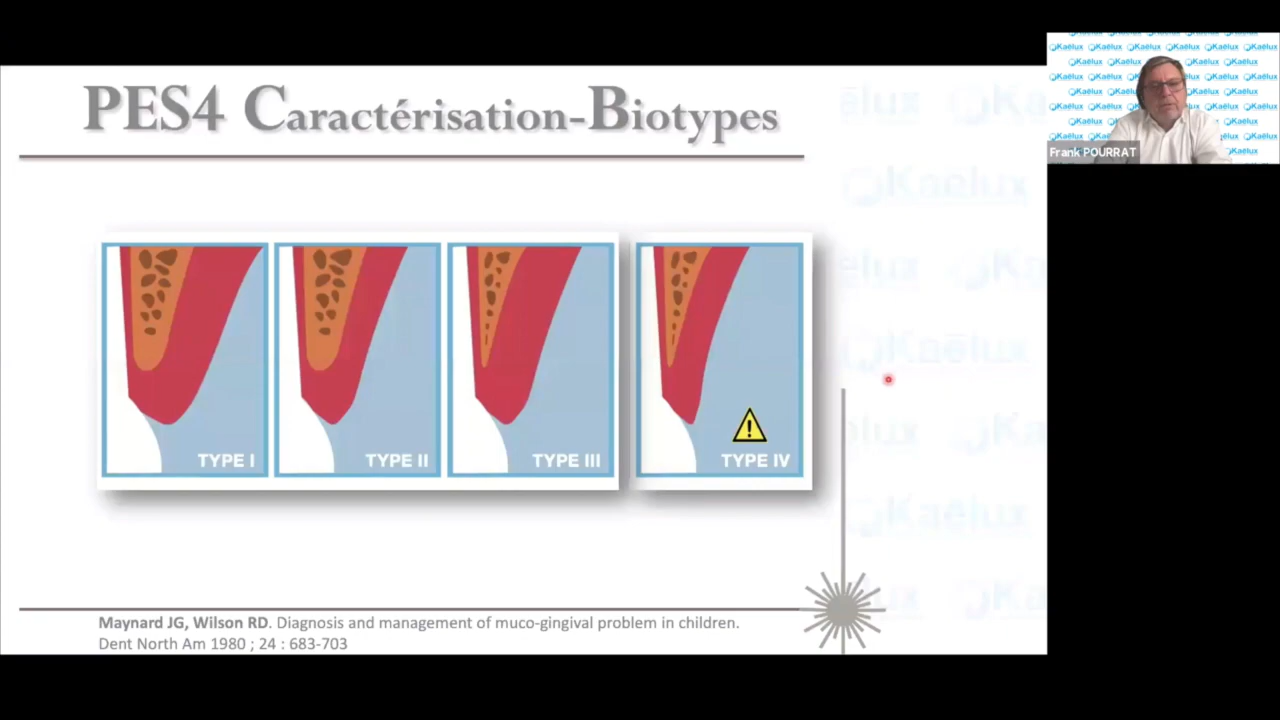 PES4 Caractérisation-Biotypes
TYPE I
TYPE II
TYPE III
TYPE IV
Maynard JG, Wilson RD. Diagnosis and management of muco-gingival problem in children.
Dent North Am 1980 ; 24 : 683-703
Kaëlux
Frank POURRAT